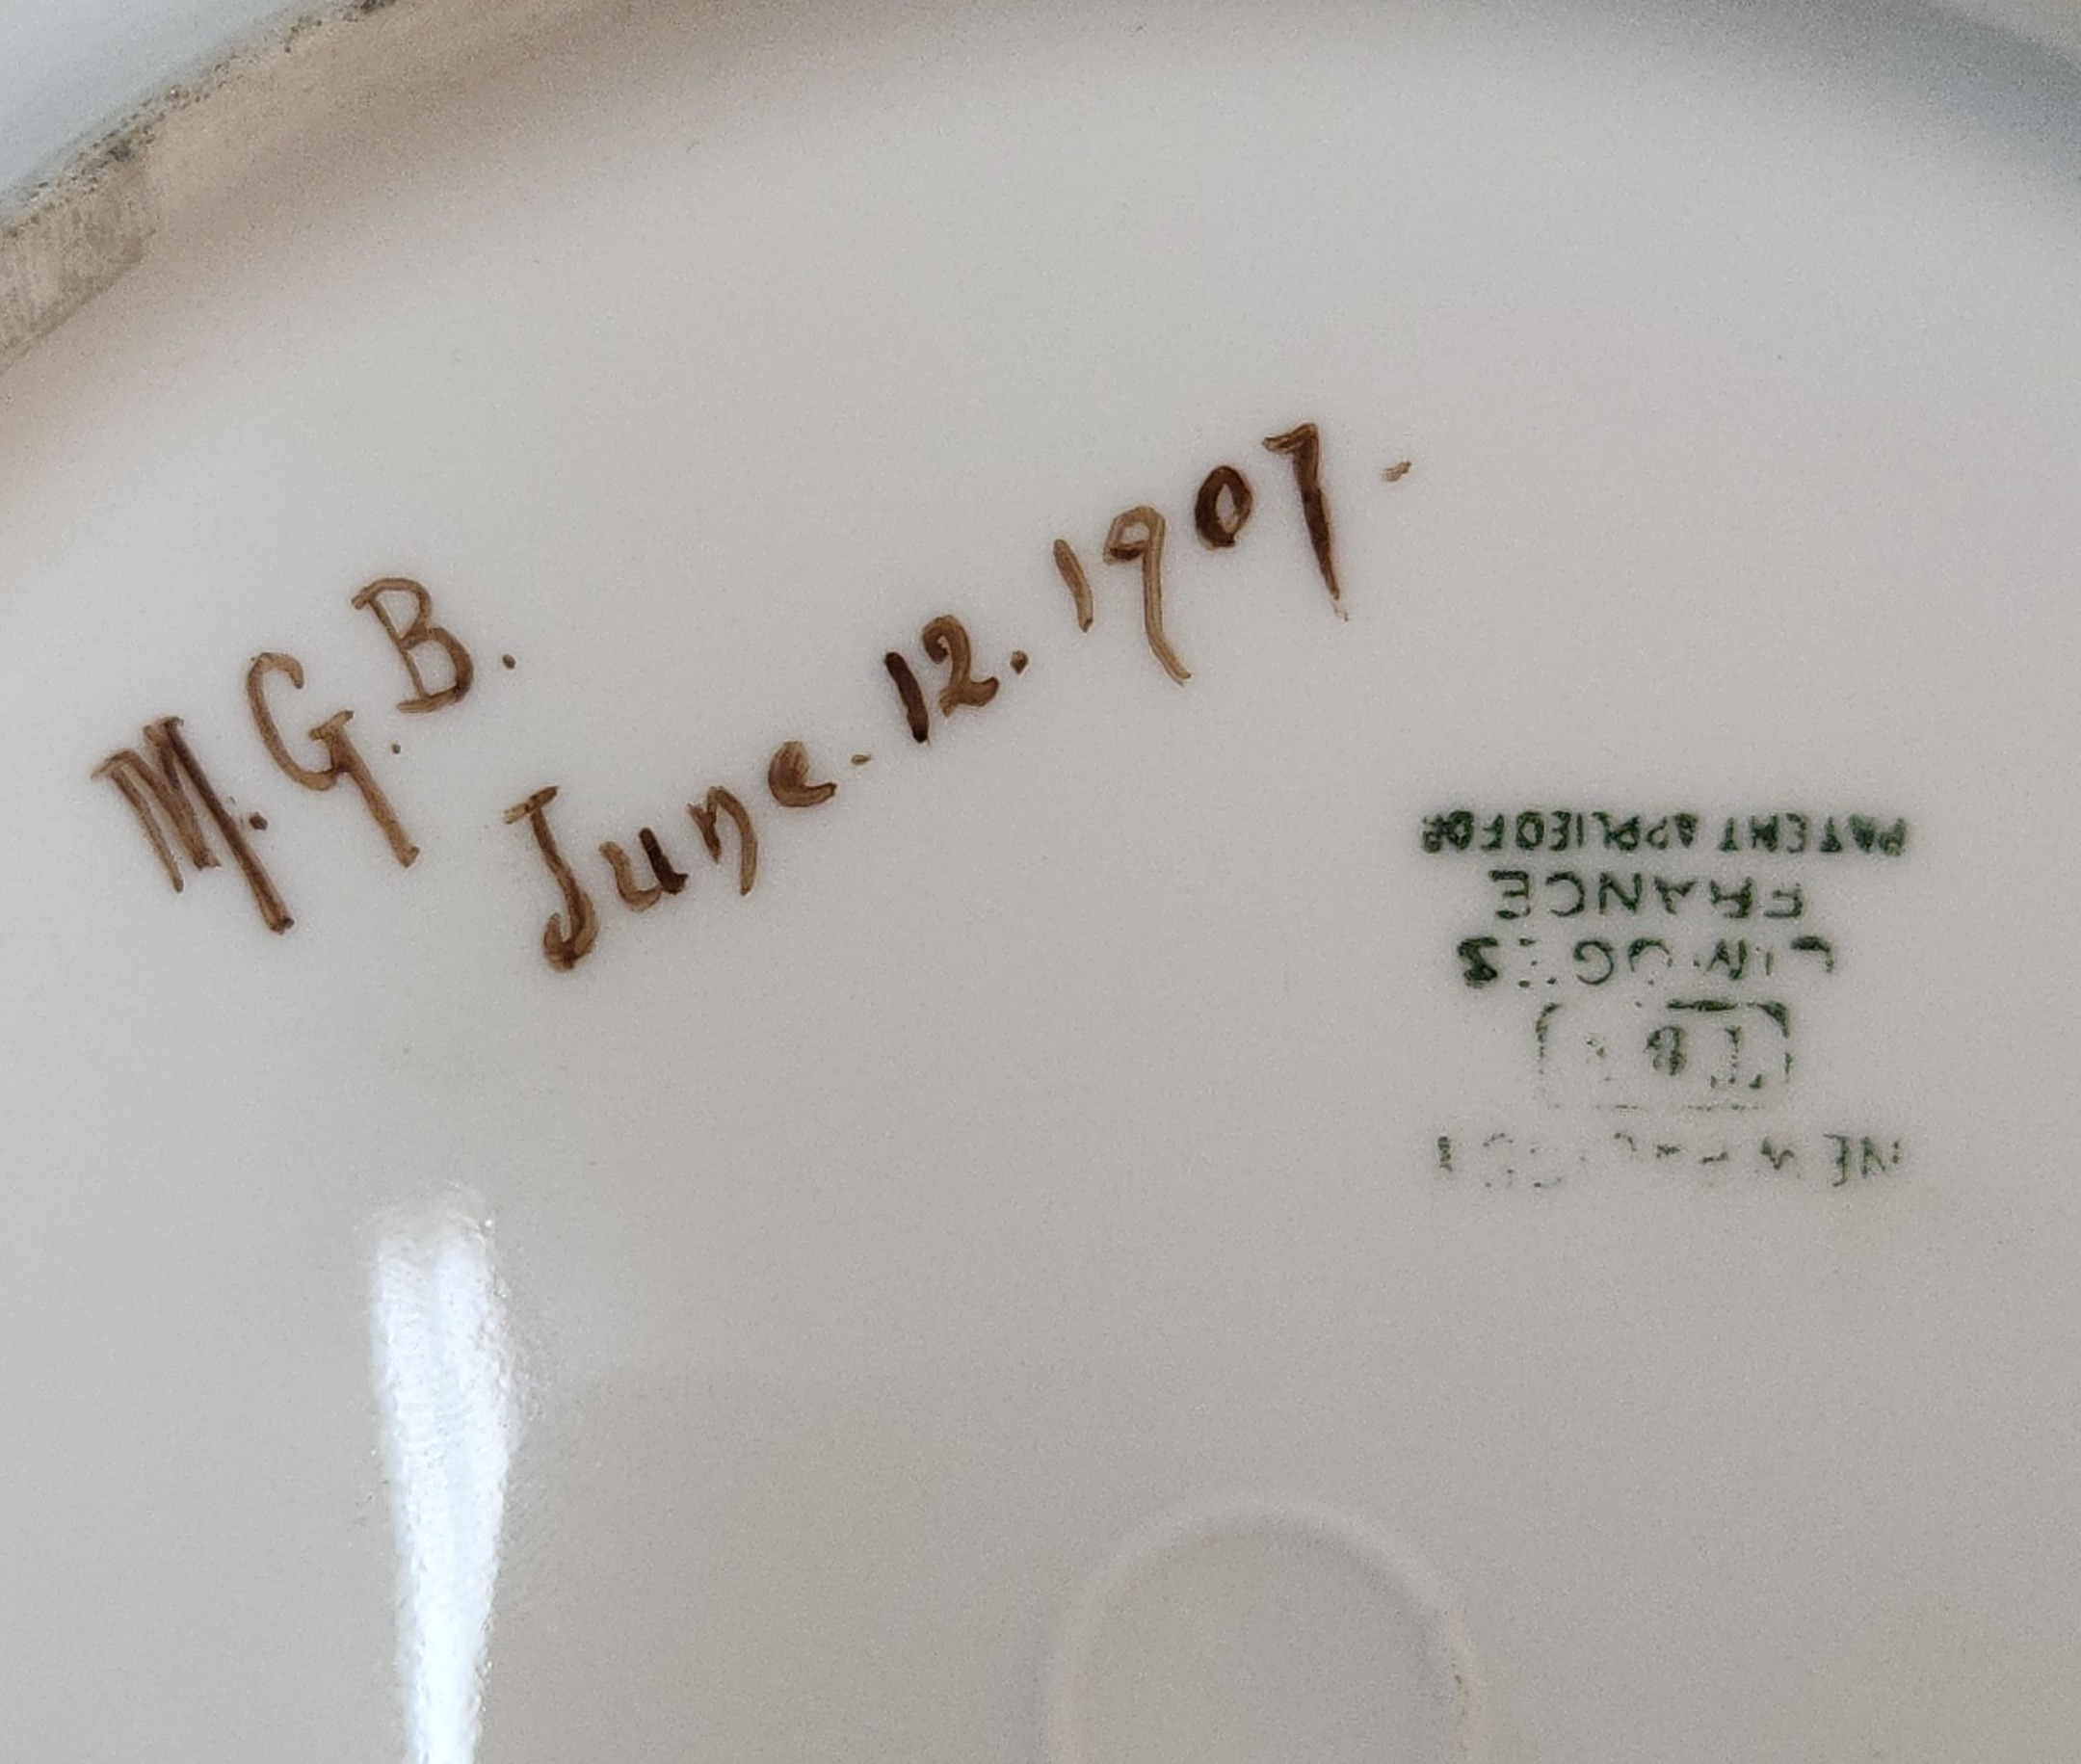 M. G. B.
June. 12. 1907.
LIMOGES
FRANCE
PATENT APPLIED FOR